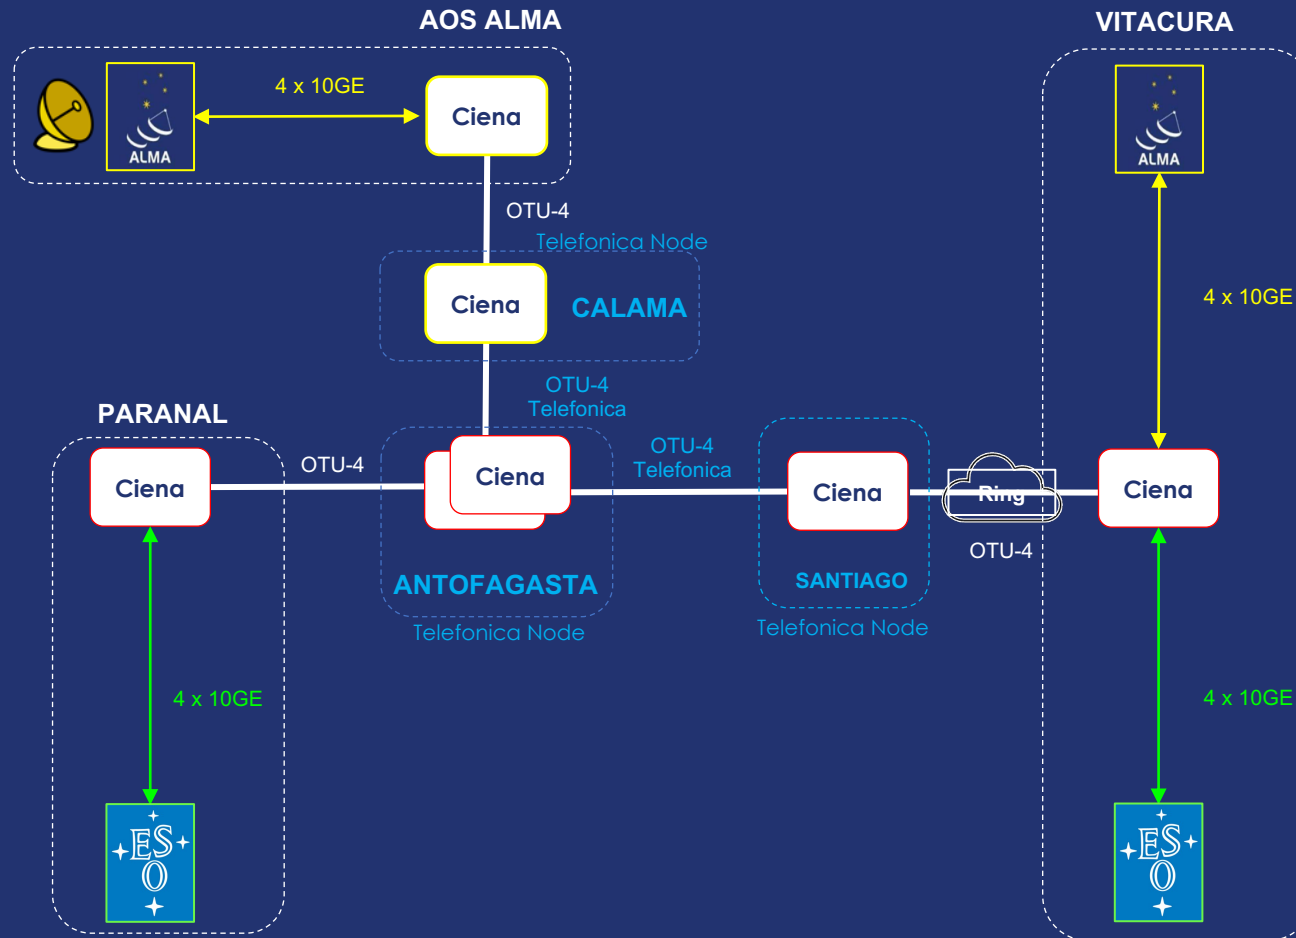 AOS ALMA
VITACURA
4 x 10GE
Ciena
ALMA
ALMA
OTU-4
Telefonica Node
Ciena
CALAMA
4 x 10GE
OTU-4
Telefonica
PARANAL
Ciena
OTU-4
Ciena
OTU-4
Telefonica
Ciena
Ring
Ciena
OTU-4
ANTOFAGASTA
SANTIAGO
Telefonica Node
Telefonica Node
4 x 10GE
4 x 10GE
ES
O
ES
O